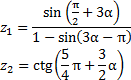 z₁ = sin(π/2 + 3α) / (1 − sin(3α − π))
z₂ = ctg(5/4 π + 3/2 α)